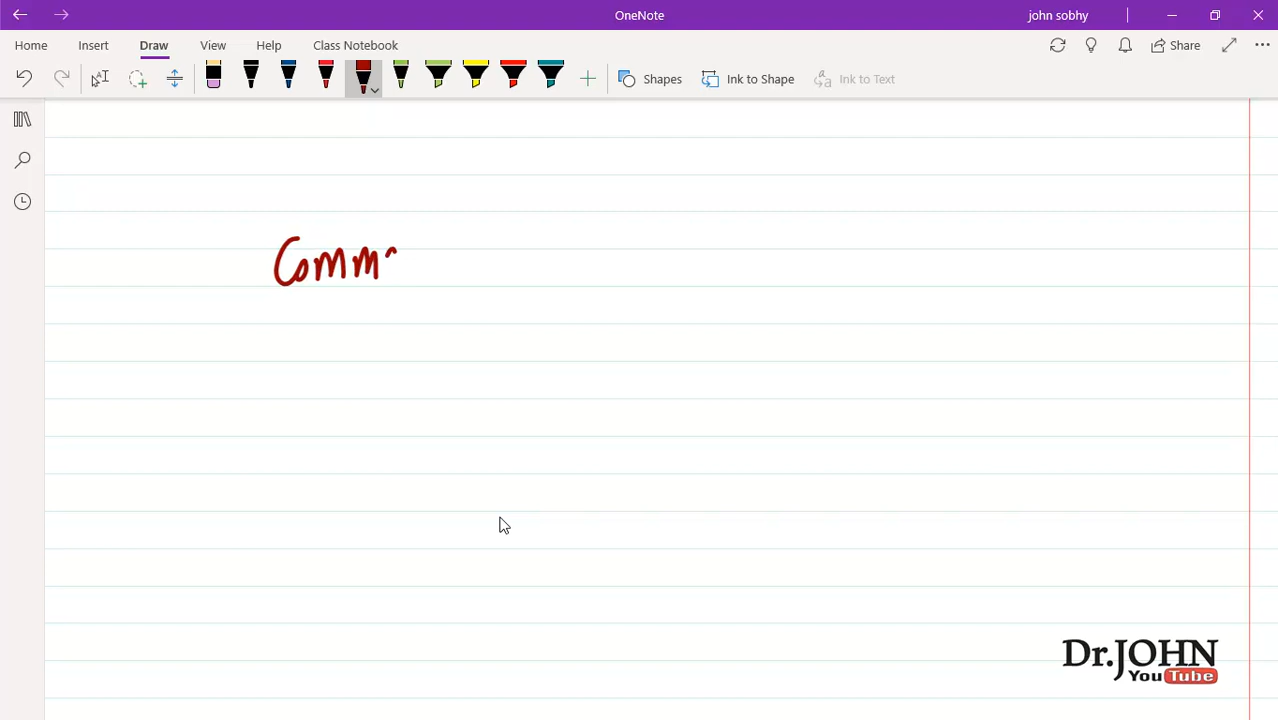 OneNote
john sobhy
Home Insert Draw View Help Class Notebook Share
Shapes Ink to Shape Ink to Text
Comm
Dr.JOHN
YouTube